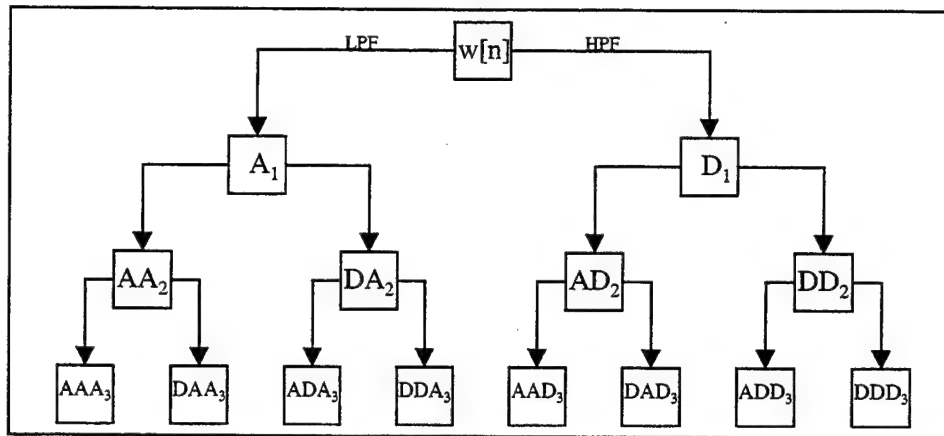 LPF w[n] HPF
A₁ D₁
AA₂ DA₂ AD₂ DD₂
AAA₃ DAA₃ ADA₃ DDA₃ AAD₃ DAD₃ ADD₃ DDD₃